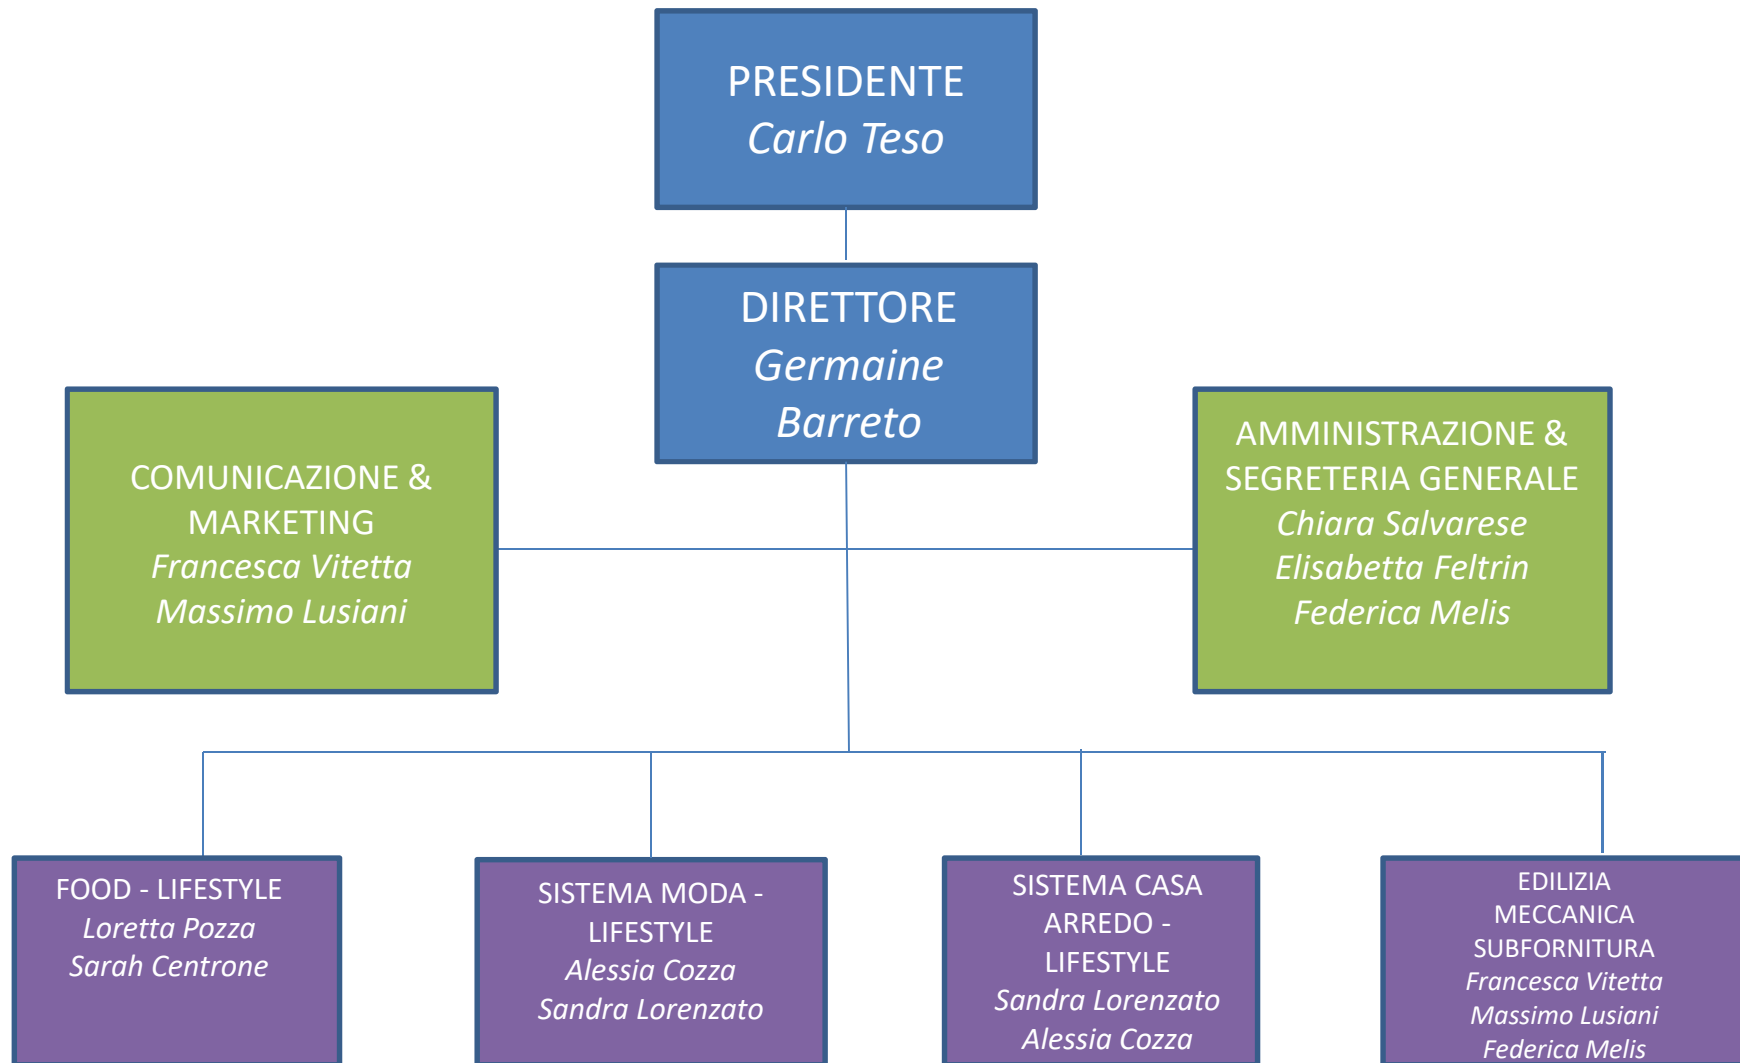 PRESIDENTE
Carlo Teso
DIRETTORE
Germaine
Barreto
COMUNICAZIONE &
MARKETING
Francesca Vitetta
Massimo Lusiani
AMMINISTRAZIONE &
SEGRETERIA GENERALE
Chiara Salvarese
Elisabetta Feltrin
Federica Melis
FOOD - LIFESTYLE
Loretta Pozza
Sarah Centrone
SISTEMA MODA -
LIFESTYLE
Alessia Cozza
Sandra Lorenzato
SISTEMA CASA
ARREDO -
LIFESTYLE
Sandra Lorenzato
Alessia Cozza
EDILIZIA
MECCANICA
SUBFORNITURA
Francesca Vitetta
Massimo Lusiani
Federica Melis